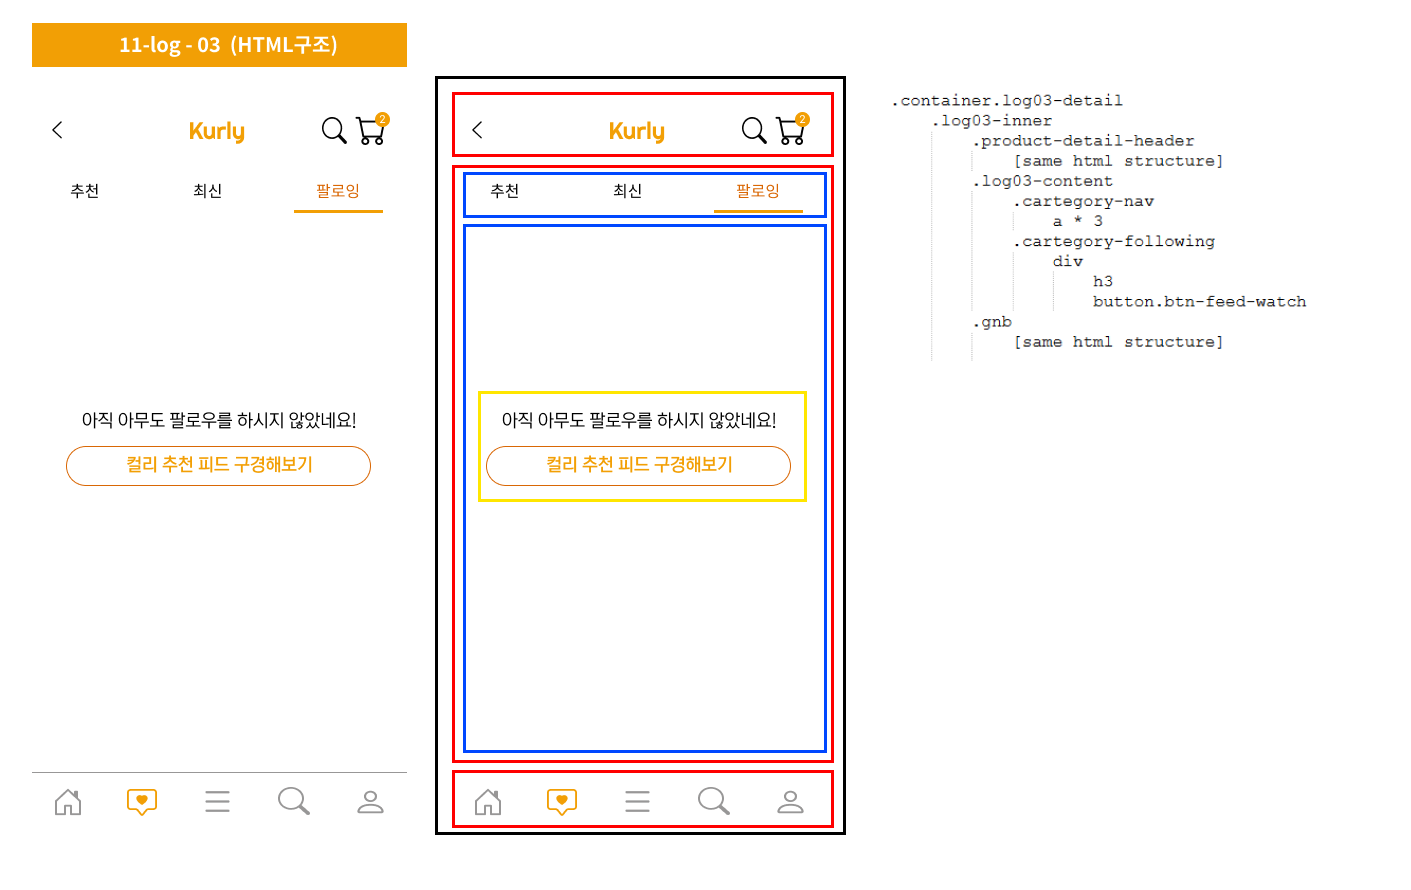 11-log - 03 (HTML구조)
Kurly
2
추천 최신 팔로잉
아직 아무도 팔로우를 하시지 않았네요!
컬리 추천 피드 구경해보기
Kurly
2
추천 최신 팔로잉
아직 아무도 팔로우를 하시지 않았네요!
컬리 추천 피드 구경해보기
.container.log03-detail
.log03-inner
.product-detail-header
[same html structure]
.log03-content
.cartegory-nav
a * 3
.cartegory-following
div
h3
button.btn-feed-watch
.gnb
[same html structure]